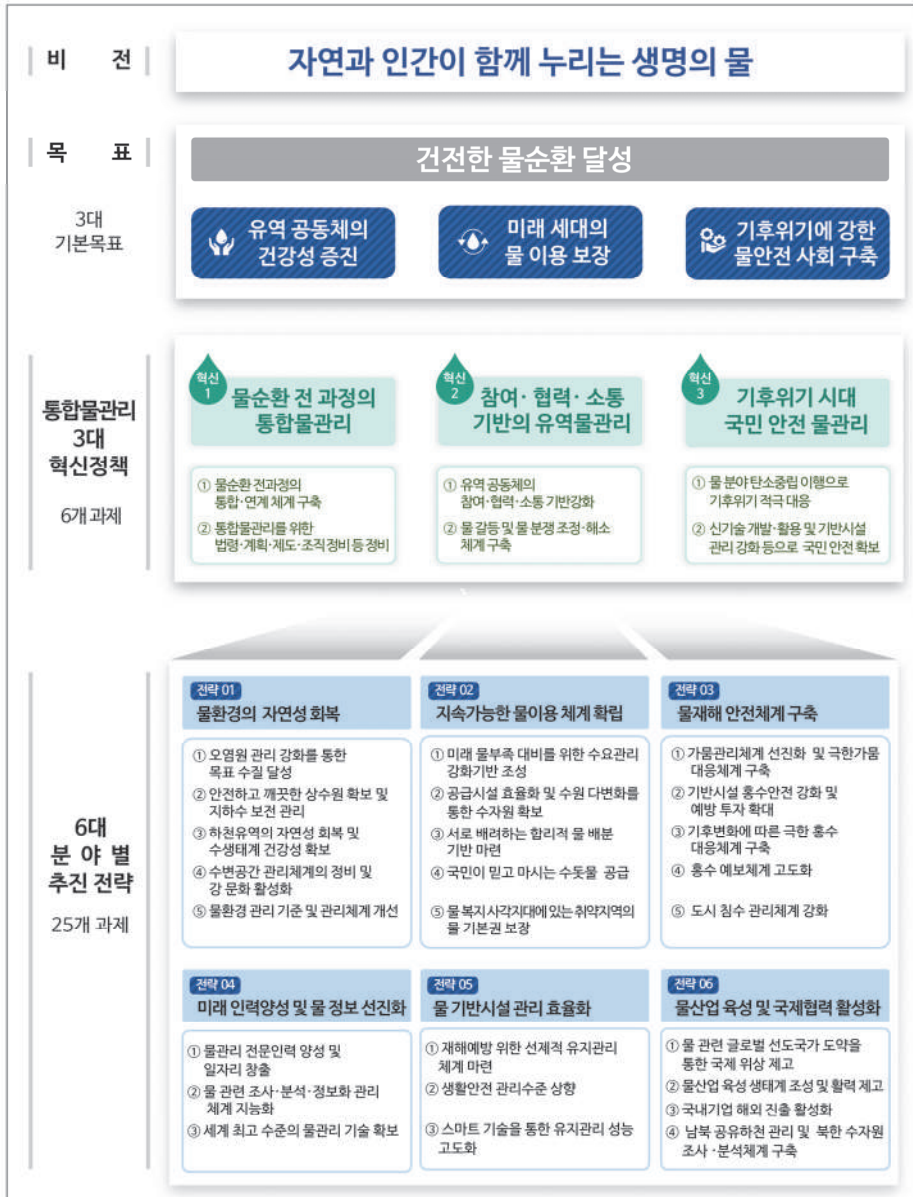 비 전
자연과 인간이 함께 누리는 생명의 물
목 표
3대
기본목표
건전한 물순환 달성
유역 공동체의
건강성 증진
미래 세대의
물 이용 보장
기후위기에 강한
물안전 사회 구축
통합물관리
3대
혁신정책
6개 과제
혁신
1
물순환 전 과정의
통합물관리
① 물순환 전과정의
통합·연계 체계 구축
② 통합물관리를 위한
법령·계획·제도·조직정비 등 정비
혁신
2
참여·협력·소통
기반의 유역물관리
① 유역 공동체의
참여·협력·소통 기반강화
② 물 갈등 및 물 분쟁 조정·해소
체계 구축
혁신
3
기후위기 시대
국민 안전 물관리
① 물 분야 탄소중립 이행으로
기후위기 적극 대응
② 신기술 개발·활용 및 기반시설
관리 강화 등으로 국민 안전 확보
6대
분 야 별
추진 전략
25개 과제
전략 01
물환경의 자연성 회복
① 오염원 관리 강화를 통한
목표 수질 달성
② 안전하고 깨끗한 상수원 확보 및
지하수 보전 관리
③ 하천유역의 자연성 회복 및
수생태계 건강성 확보
④ 수변공간 관리체계의 정비 및
강 문화 활성화
⑤ 물환경 관리 기준 및 관리체계 개선
전략 02
지속가능한 물이용 체계 확립
① 미래 물부족 대비를 위한 수요관리
강화기반 조성
② 공급시설 효율화 및 수원 다변화를
통한 수자원 확보
③ 서로 배려하는 합리적 물 배분
기반 마련
④ 국민이 믿고 마시는 수돗물 공급
⑤ 물 복지 사각지대에 있는 취약지역의
물 기본권 보장
전략 03
물재해 안전체계 구축
① 가뭄관리체계 선진화 및 극한가뭄
대응체계 구축
② 기반시설 홍수안전 강화 및
예방 투자 확대
③ 기후변화에 따른 극한 홍수
대응체계 구축
④ 홍수 예보체계 고도화
⑤ 도시 침수 관리체계 강화
전략 04
미래 인력양성 및 물 정보 선진화
① 물관리 전문인력 양성 및
일자리 창출
② 물 관련 조사·분석·정보화 관리
체계 지능화
③ 세계 최고 수준의 물관리 기술 확보
전략 05
물 기반시설 관리 효율화
① 재해예방 위한 선제적 유지관리
체계 마련
② 생활안전 관리수준 상향
③ 스마트 기술을 통한 유지관리 성능
고도화
전략 06
물산업 육성 및 국제협력 활성화
① 물 관련 글로벌 선도국가 도약을
통한 국제 위상 제고
② 물산업 육성 생태계 조성 및 활력 제고
③ 국내기업 해외 진출 활성화
④ 남북 공유하천 관리 및 북한 수자원
조사·분석체계 구축